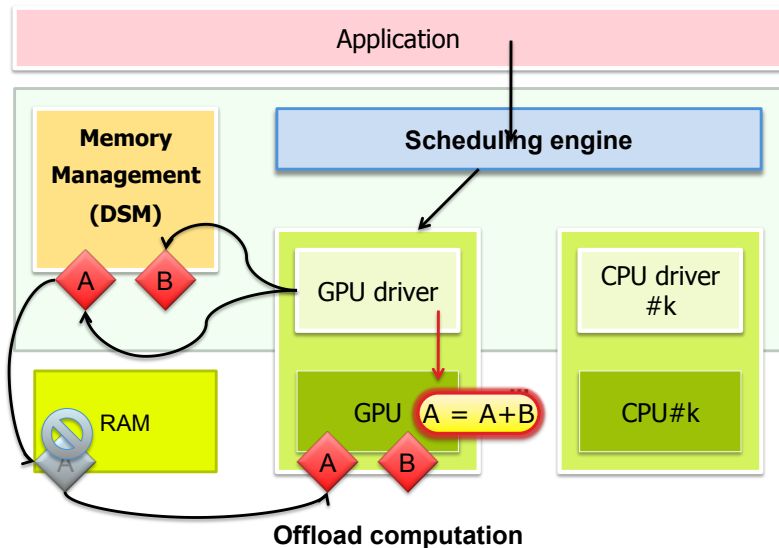 Application
Scheduling engine
Memory
Management
(DSM)
A
B
GPU driver
CPU driver
#k
RAM
A
GPU
A = A+B
CPU#k
A
B
Offload computation